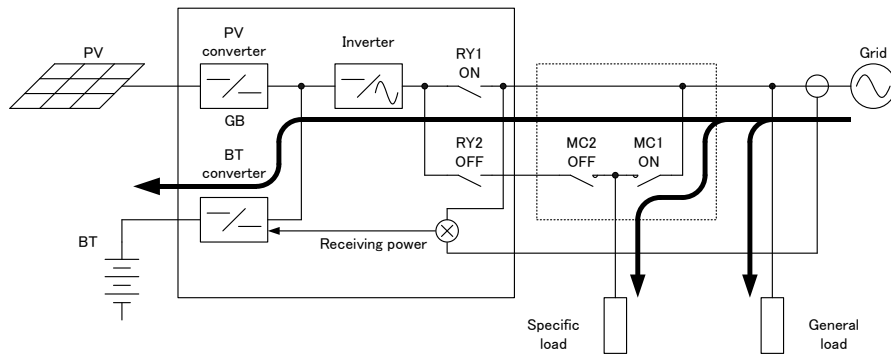 PV
PV
converter
GB
BT
converter
BT
Inverter
RY1
ON
RY2
OFF
MC2
OFF
MC1
ON
Receiving power
Grid
Specific
load
General
load